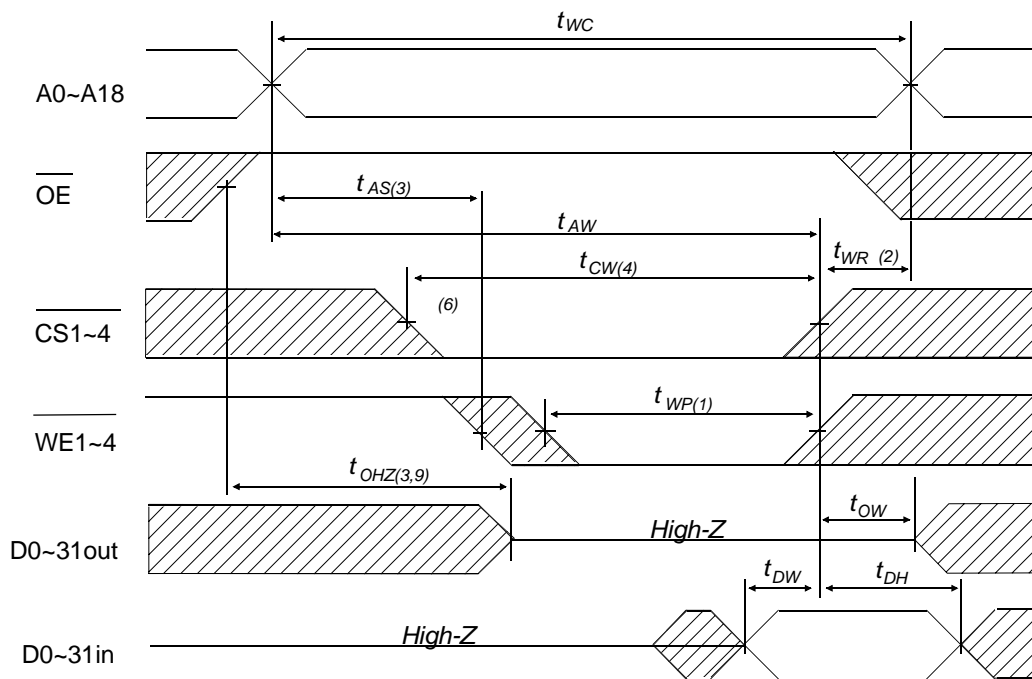 tWC
A0~A18
OE
tAS(3)
tAW
tWR (2)
tCW(4)
(6)
CS1~4
tWP(1)
WE1~4
tOHZ(3,9)
tOW
D0~31out
High-Z
tDW
tDH
High-Z
D0~31in